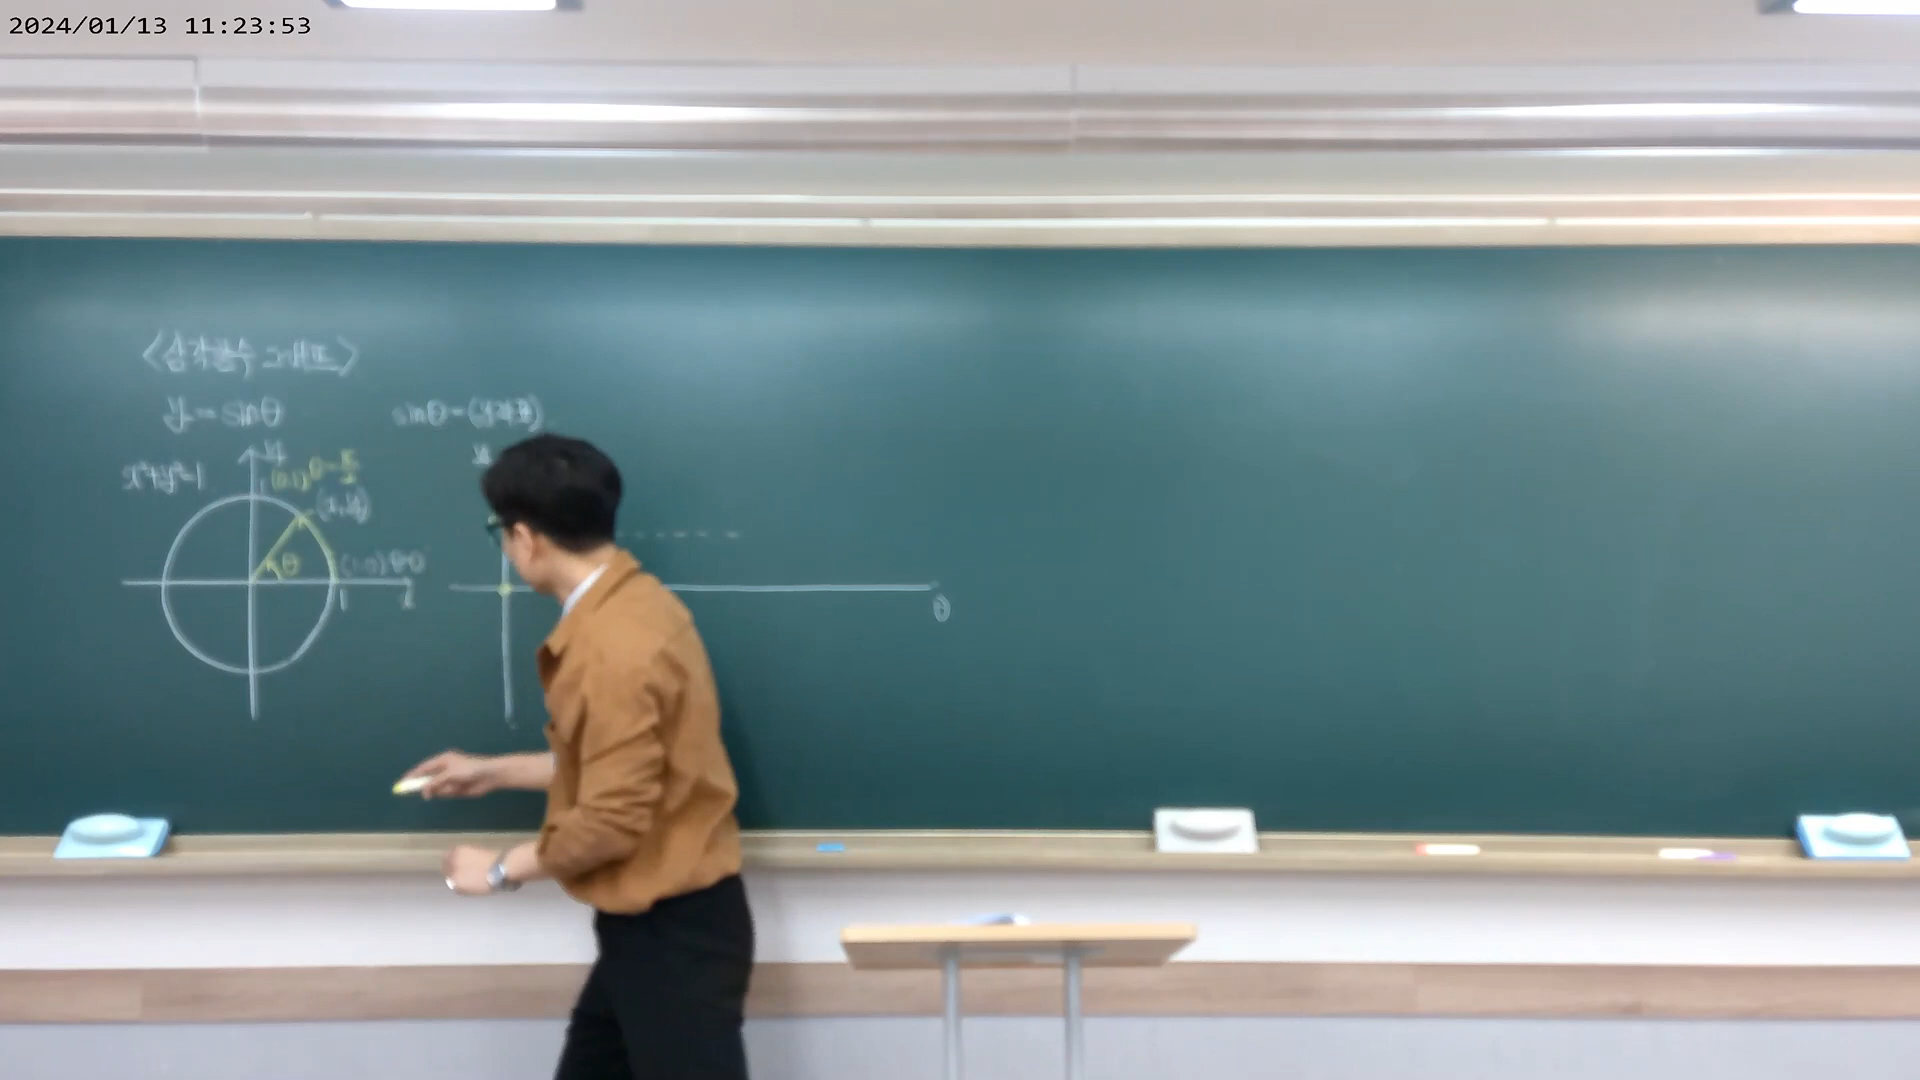 2024/01/13 11:23:53
<삼각함수 그래프>
y = sinθ
sinθ = (y좌표)
x²+y²=1
y
1
(0,1) θ=π/2
(x,y)
θ
(1,0) θ=0
1
x
y
θ